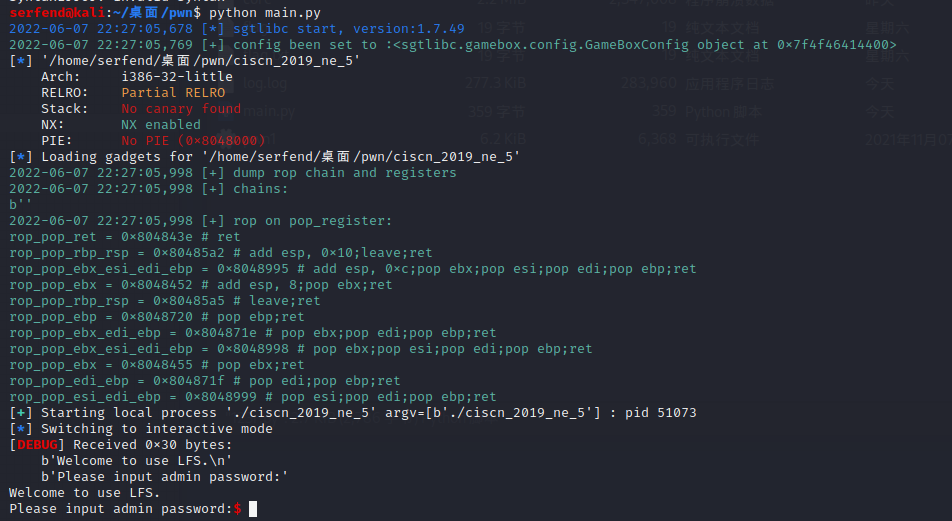 serfend@kali:~/桌面/pwn$ python main.py
2022-06-07 22:27:05,678 [*] sgtlibc start, version:1.7.49
2022-06-07 22:27:05,769 [+] config been set to :<sgtlibc.gamebox.config.GameBoxConfig object at 0×7f4f46414400>
[*] '/home/serfend/桌面/pwn/ciscn_2019_ne_5'
Arch: i386-32-little
RELRO: Partial RELRO
Stack: No canary found
NX: NX enabled
PIE: No PIE (0×8048000)
[*] Loading gadgets for '/home/serfend/桌面/pwn/ciscn_2019_ne_5'
2022-06-07 22:27:05,998 [+] dump rop chain and registers
2022-06-07 22:27:05,998 [+] chains:
b''
2022-06-07 22:27:05,998 [+] rop on pop_register:
rop_pop_ret = 0×804843e # ret
rop_pop_rbp_rsp = 0×80485a2 # add esp, 0×10;leave;ret
rop_pop_ebx_esi_edi_ebp = 0×8048995 # add esp, 0×c;pop ebx;pop esi;pop edi;pop ebp;ret
rop_pop_ebx = 0×8048452 # add esp, 8;pop ebx;ret
rop_pop_rbp_rsp = 0×80485a5 # leave;ret
rop_pop_ebp = 0×8048720 # pop ebp;ret
rop_pop_ebx_edi_ebp = 0×804871e # pop ebx;pop edi;pop ebp;ret
rop_pop_ebx_esi_edi_ebp = 0×8048998 # pop ebx;pop esi;pop edi;pop ebp;ret
rop_pop_ebx = 0×8048455 # pop ebx;ret
rop_pop_edi_ebp = 0×804871f # pop edi;pop ebp;ret
rop_pop_esi_edi_ebp = 0×8048999 # pop esi;pop edi;pop ebp;ret
[+] Starting local process './ciscn_2019_ne_5' argv=[b'./ciscn_2019_ne_5'] : pid 51073
[*] Switching to interactive mode
[DEBUG] Received 0×30 bytes:
b'Welcome to use LFS.\n'
b'Please input admin password:'
Welcome to use LFS.
Please input admin password:$